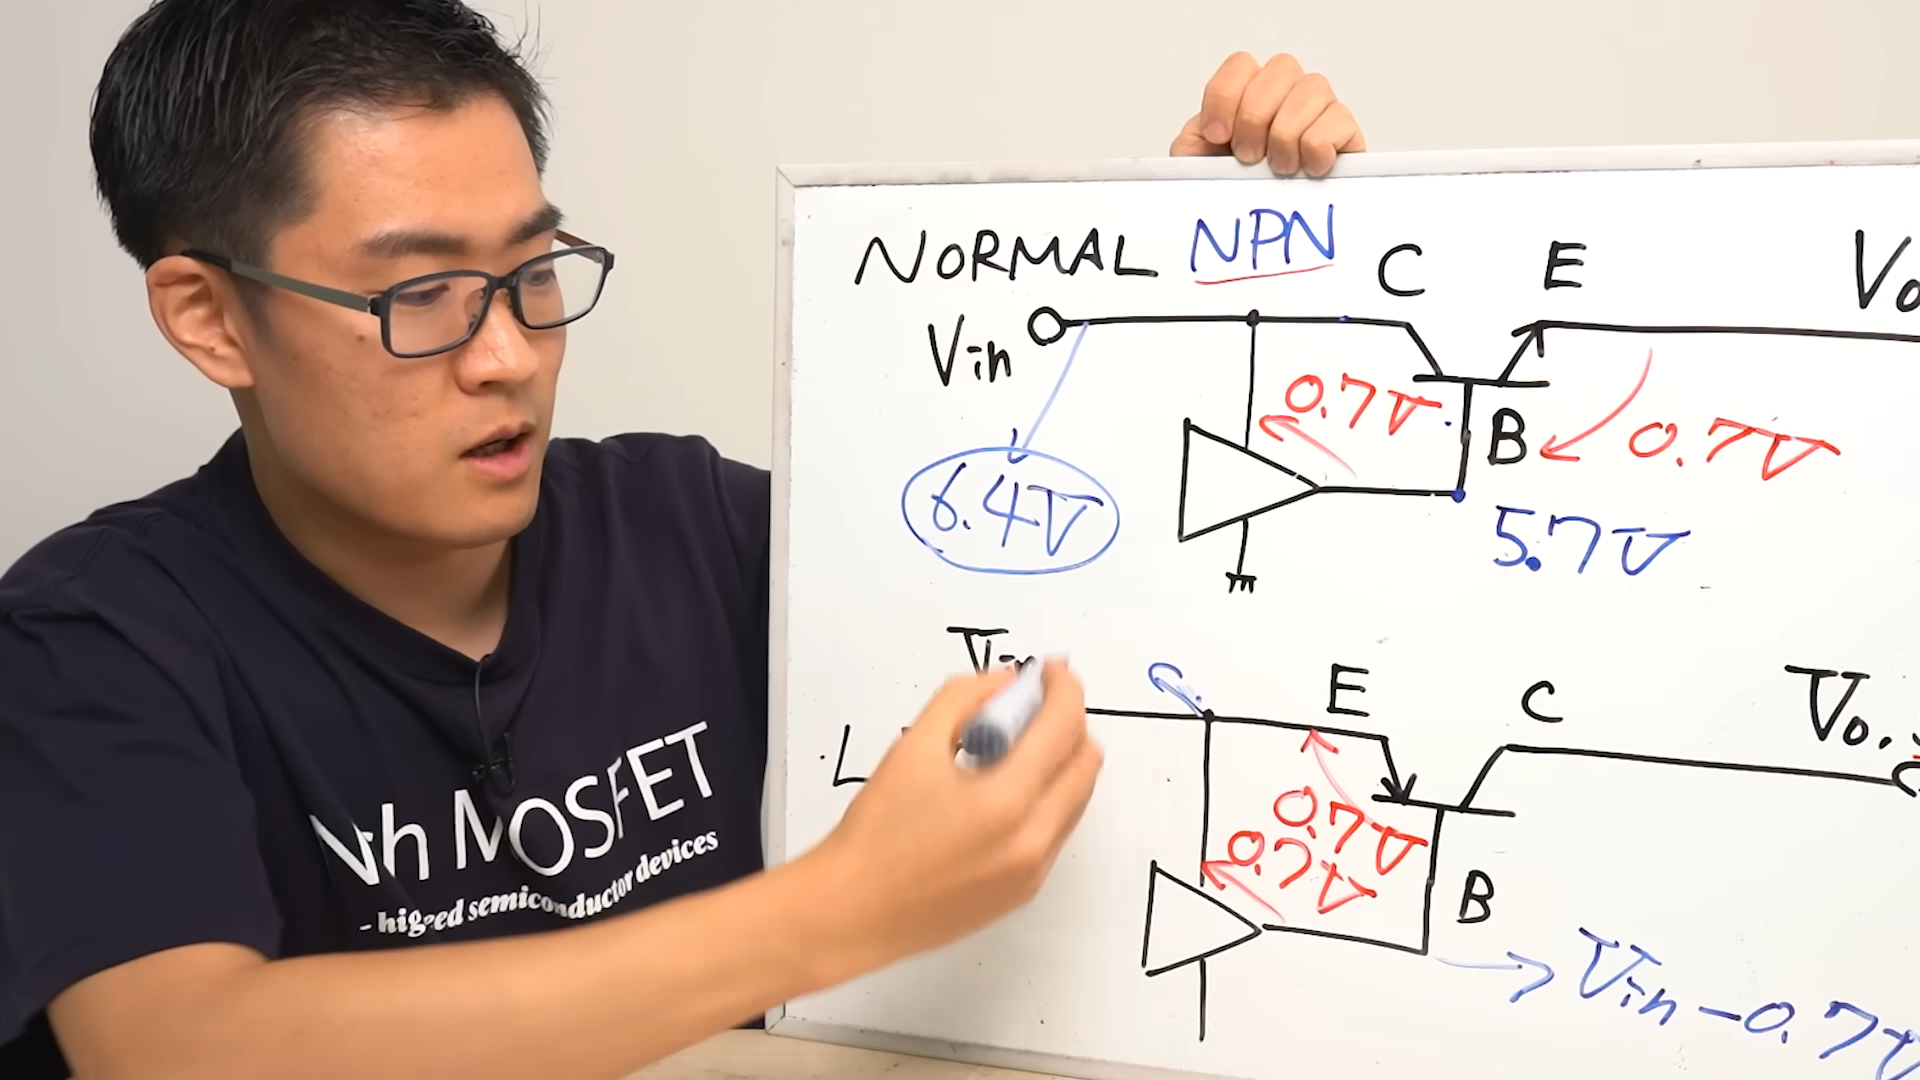 NORMAL NPN C E
Vin
0.7V
B
0.7V
6.4V
5.7V
E C Vo.
L
0.7V
0.7V
B
Vin-0.7V
MOSFET
semiconductor devices